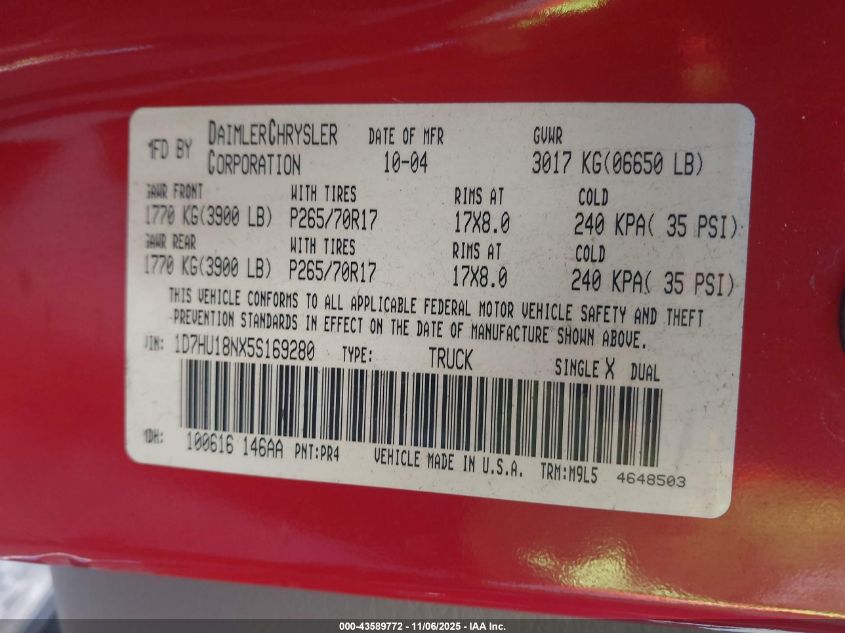 MFD BY DAIMLERCHRYSLER CORPORATION DATE OF MFR 10-04 GVWR 3017 KG(06650 LB)
GAWR FRONT WITH TIRES RIMS AT COLD
1770 KG(3900 LB) P265/70R17 17X8.0 240 KPA( 35 PSI)
GAWR REAR WITH TIRES RIMS AT COLD
1770 KG(3900 LB) P265/70R17 17X8.0 240 KPA( 35 PSI)
THIS VEHICLE CONFORMS TO ALL APPLICABLE FEDERAL MOTOR VEHICLE SAFETY AND THEFT
PREVENTION STANDARDS IN EFFECT ON THE DATE OF MANUFACTURE SHOWN ABOVE.
VIN: 1D7HU18NX5S169280 TYPE: TRUCK SINGLE X DUAL
MDH: 100616 146AA PNT:PR4 VEHICLE MADE IN U.S.A. TRM:M9L5 4648503
000-43589772 - 11/06/2025 - IAA Inc.